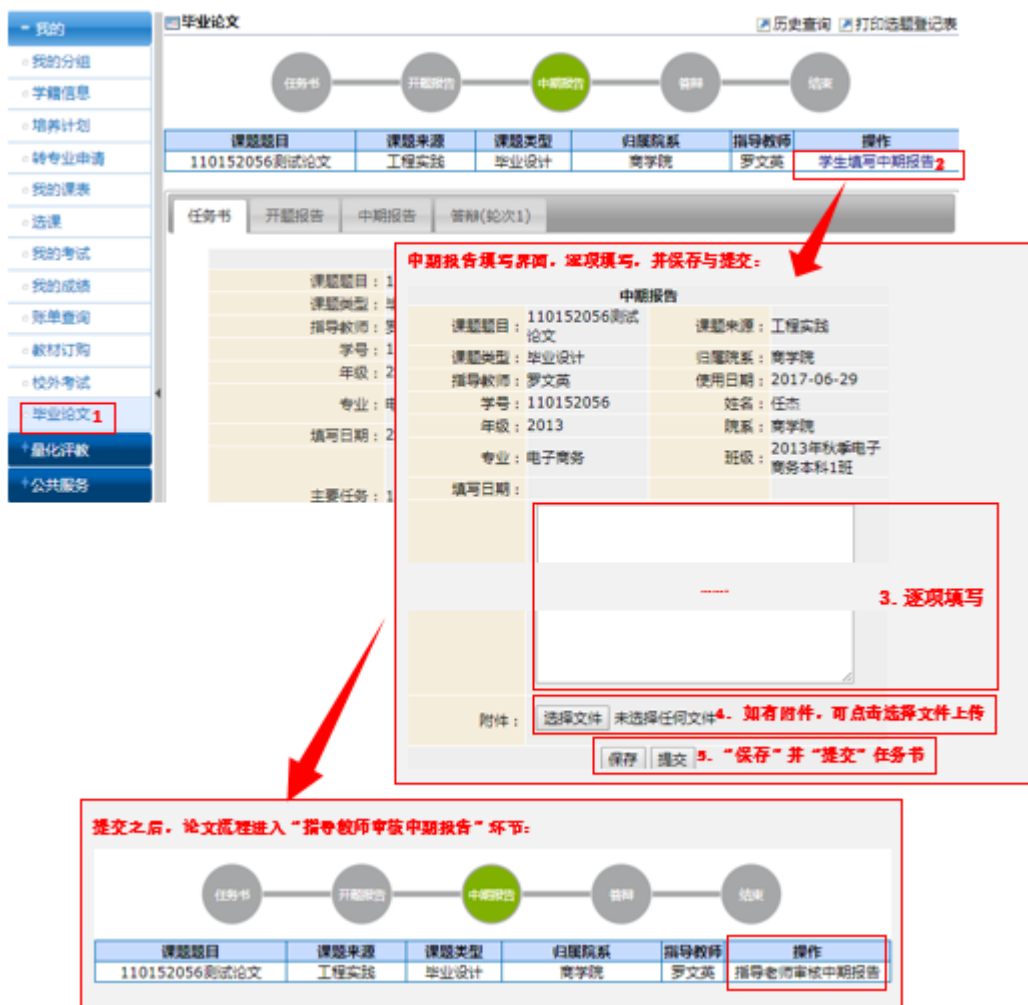 - 我的
毕业论文
历史查询 打印选题登记表
我的分组
学籍信息
培养计划
转专业申请
我的课表
选课
我的考试
我的成绩
账单查询
教材订购
校外考试
毕业论文1
+量化评教
+公共服务
任务书 开题报告 中期报告 答辩 结束
课题题目 课题来源 课题类型 归属院系 指导教师 操作
110152056测试论文 工程实践 毕业设计 商学院 罗文英 学生填写中期报告2
任务书 开题报告 中期报告 答辩(轮次1)
课题题目：1
课题类型：毕
指导教师：罗
学号：1
年级：2
专业：电
填写日期：2
主要任务：1
中期报告填写界面，逐项填写，并保存与提交：
中期报告
课题题目：110152056测试论文 课题来源：工程实践
课题类型：毕业设计 归属院系：商学院
指导教师：罗文英 使用日期：2017-06-29
学号：110152056 姓名：任杰
年级：2013 院系：商学院
专业：电子商务 班级：2013年秋季电子商务本科1班
填写日期：
3. 逐项填写
附件： 选择文件 未选择任何文件 4. 如有附件，可点击选择文件上传
保存 提交 5. “保存”并“提交”任务书
提交之后，论文流程进入“指导教师审核中期报告”环节：
任务书 开题报告 中期报告 答辩 结束
课题题目 课题来源 课题类型 归属院系 指导教师 操作
110152056测试论文 工程实践 毕业设计 商学院 罗文英 指导老师审核中期报告